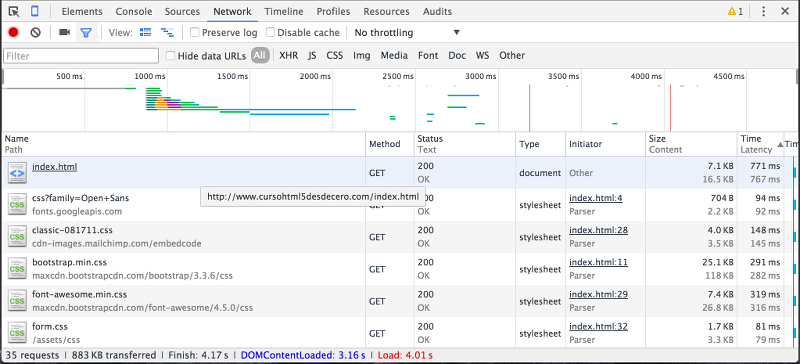 Elements Console Sources Network Timeline Profiles Resources Audits 1
View: Preserve log Disable cache No throttling
Filter Hide data URLs All XHR JS CSS Img Media Font Doc WS Other
500 ms 1000 ms 1500 ms 2000 ms 2500 ms 3000 ms 3500 ms 4000 ms 4500 ms
Name Method Status Type Initiator Size Time Tim
Path Text Content Latency
index.html GET 200 document Other 7.1 KB 771 ms
OK 16.5 KB 767 ms
http://www.cursohtml5desdecero.com/index.html
css?family=Open+Sans GET 200 stylesheet index.html:4 704 B 94 ms
fonts.googleapis.com OK Parser 2.2 KB 92 ms
classic-081711.css GET 200 stylesheet index.html:28 4.0 KB 148 ms
cdn-images.mailchimp.com/embedcode OK Parser 3.5 KB 145 ms
bootstrap.min.css GET 200 stylesheet index.html:11 25.1 KB 291 ms
maxcdn.bootstrapcdn.com/bootstrap/3.3.6/css OK Parser 118 KB 282 ms
font-awesome.min.css GET 200 stylesheet index.html:29 7.4 KB 319 ms
maxcdn.bootstrapcdn.com/font-awesome/4.5.0/css OK Parser 26.8 KB 316 ms
form.css GET 200 stylesheet index.html:32 1.7 KB 81 ms
/assets/css OK Parser 3.3 KB 79 ms
35 requests | 883 KB transferred | Finish: 4.17 s | DOMContentLoaded: 3.16 s | Load: 4.01 s